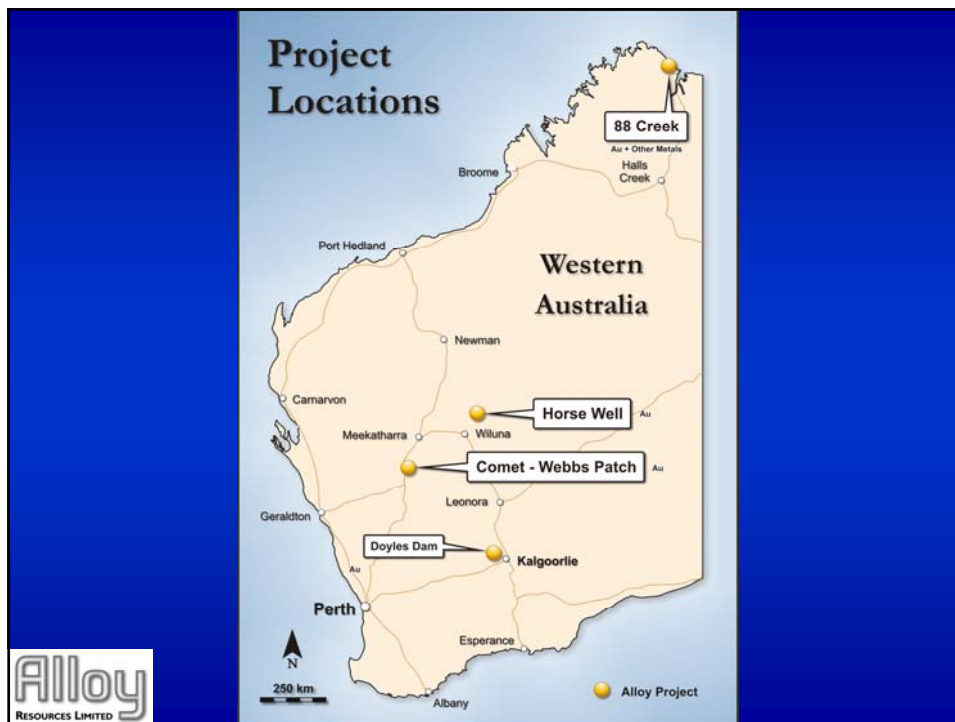 Project
Locations
88 Creek
Au + Other Metals
Halls
Creek
Broome
Port Hedland
Western
Australia
Newman
Carnarvon
Horse Well
Au
Meekatharra
Wiluna
Comet - Webbs Patch
Au
Leonora
Geraldton
Doyles Dam
Au
Kalgoorlie
Perth
Esperance
N
250 km
Albany
Alloy Project
Alloy
RESOURCES LIMITED